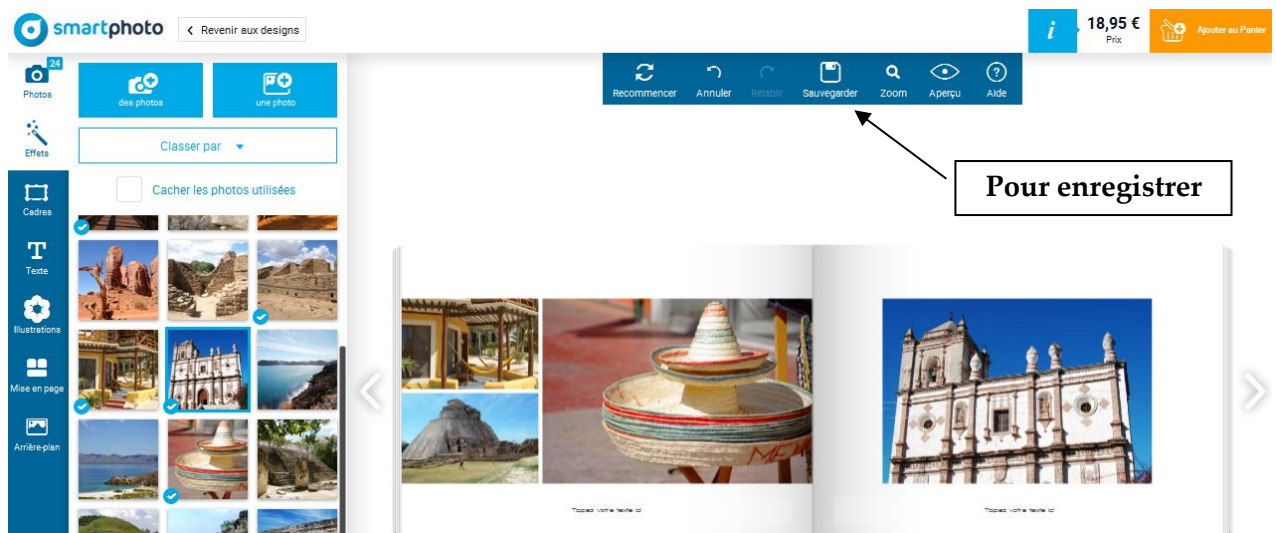 smartphoto
Revenir aux designs
i
18,95 €
Prix
Ajouter au Panier
24
Photos
des photos
une photo
Recommencer
Annuler
Rétablir
Sauvegarder
Zoom
Aperçu
?
Aide
Effets
Classer par
Pour enregistrer
Cacher les photos utilisées
Cadres
T
Texte
Illustrations
Mise en page
Arrière-plan
Tapez votre texte ici
Tapez votre texte ici